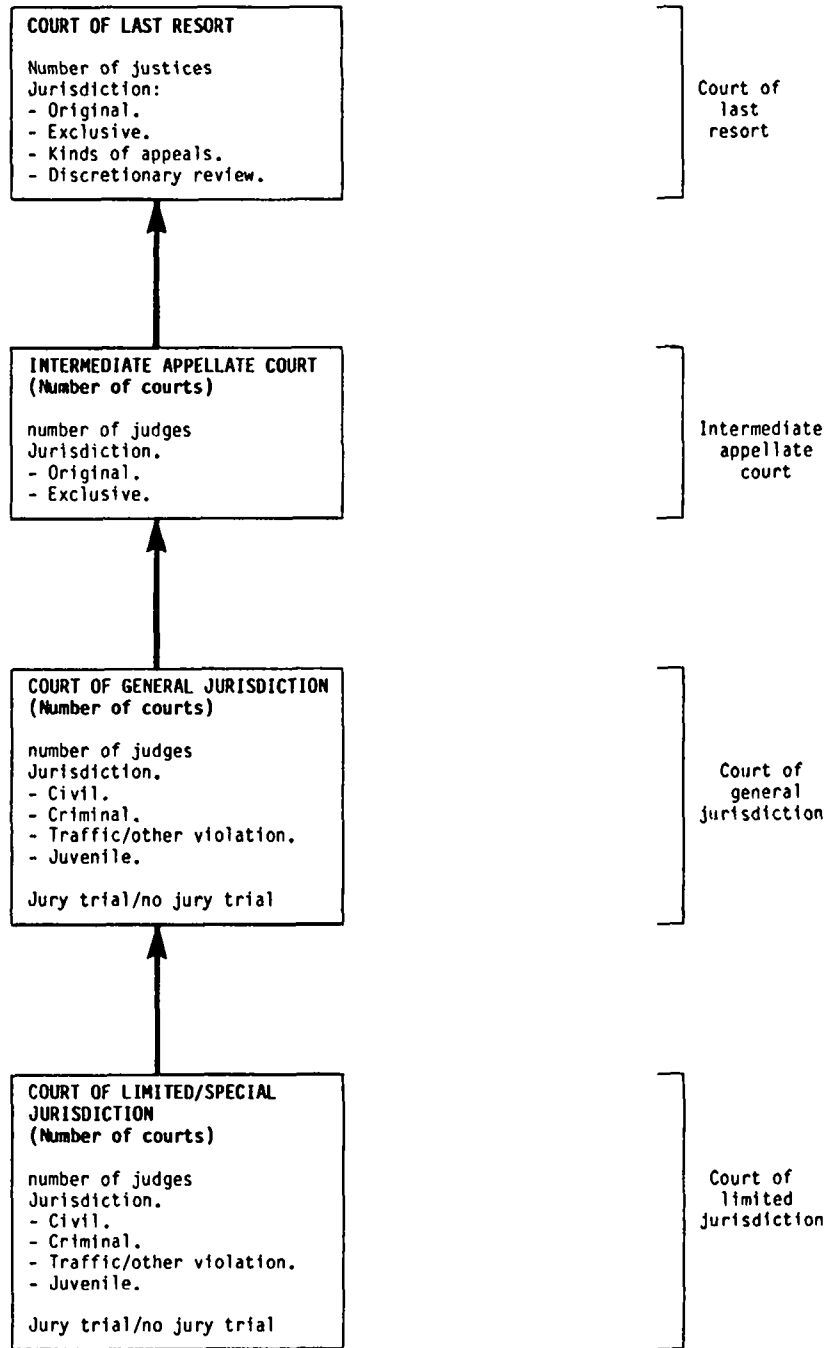 COURT OF LAST RESORT
Number of justices
Jurisdiction:
- Original.
- Exclusive.
- Kinds of appeals.
- Discretionary review.
Court of
last
resort
INTERMEDIATE APPELLATE COURT
(Number of courts)
number of judges
Jurisdiction.
- Original.
- Exclusive.
Intermediate
appellate
court
COURT OF GENERAL JURISDICTION
(Number of courts)
number of judges
Jurisdiction.
- Civil.
- Criminal.
- Traffic/other violation.
- Juvenile.
Jury trial/no jury trial
Court of
general
jurisdiction
COURT OF LIMITED/SPECIAL
JURISDICTION
(Number of courts)
number of judges
Jurisdiction.
- Civil.
- Criminal.
- Traffic/other violation.
- Juvenile.
Jury trial/no jury trial
Court of
limited
jurisdiction